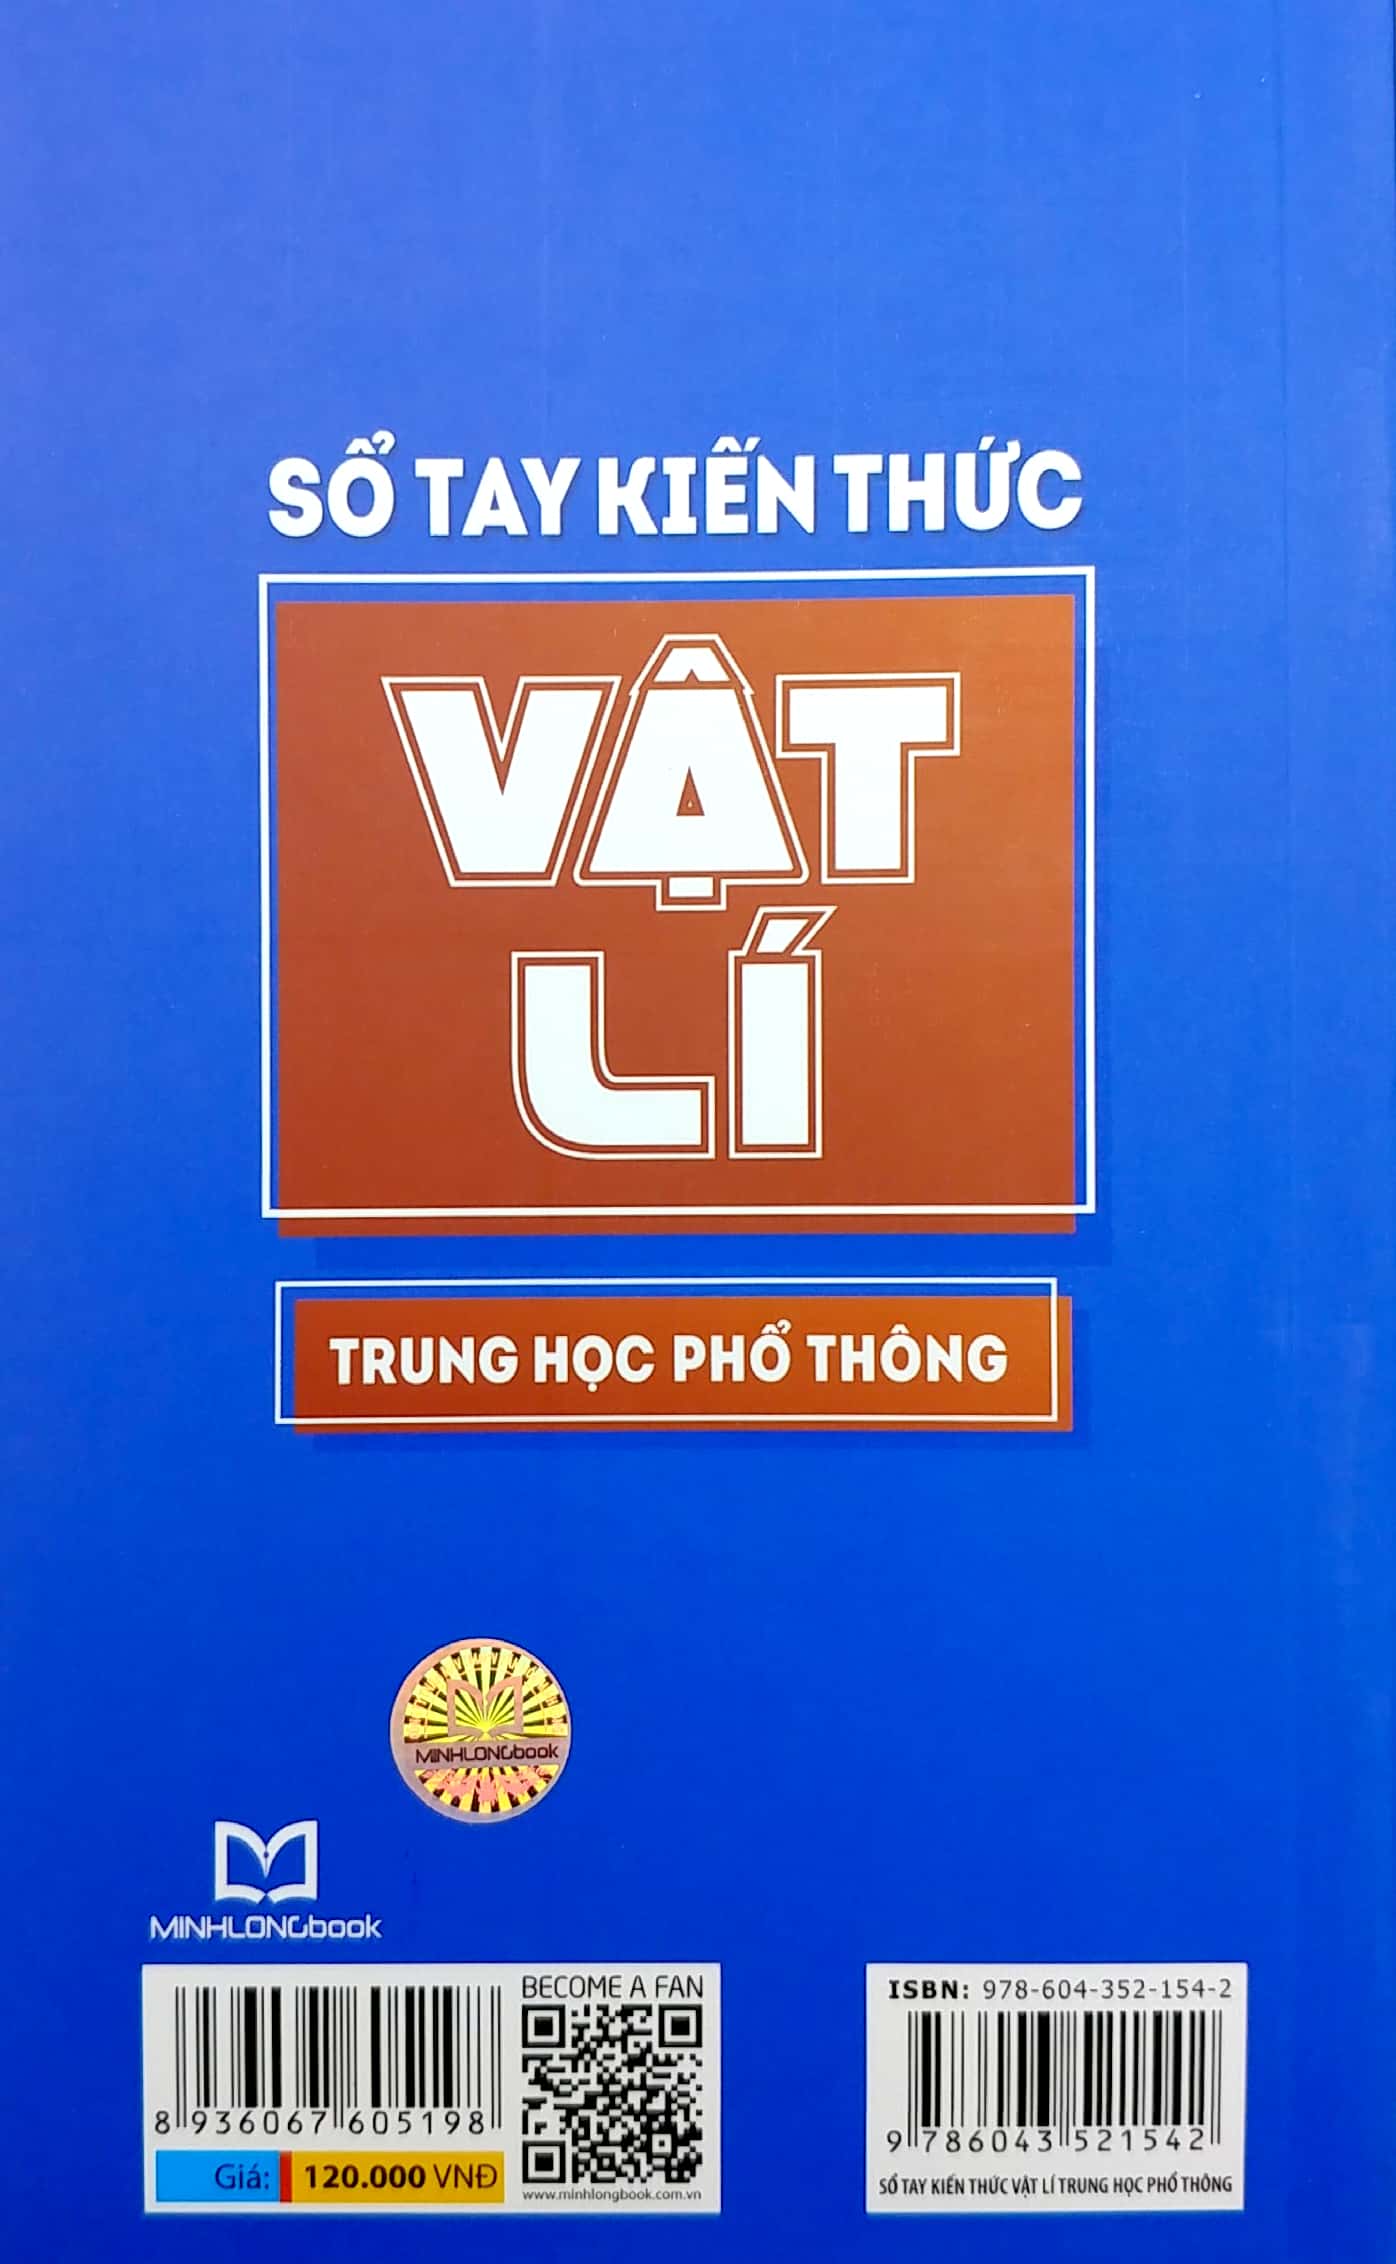 SỔ TAY KIẾN THỨC
VẬT
LÍ
TRUNG HỌC PHỔ THÔNG
MINHLONGbook
MINHLONGbook
BECOME A FAN
8 936067 605198
Giá: 120.000 VNĐ
www.minhlongbook.com.vn
ISBN: 978-604-352-154-2
9 786043 521542
SỔ TAY KIẾN THỨC VẬT LÍ TRUNG HỌC PHỔ THÔNG